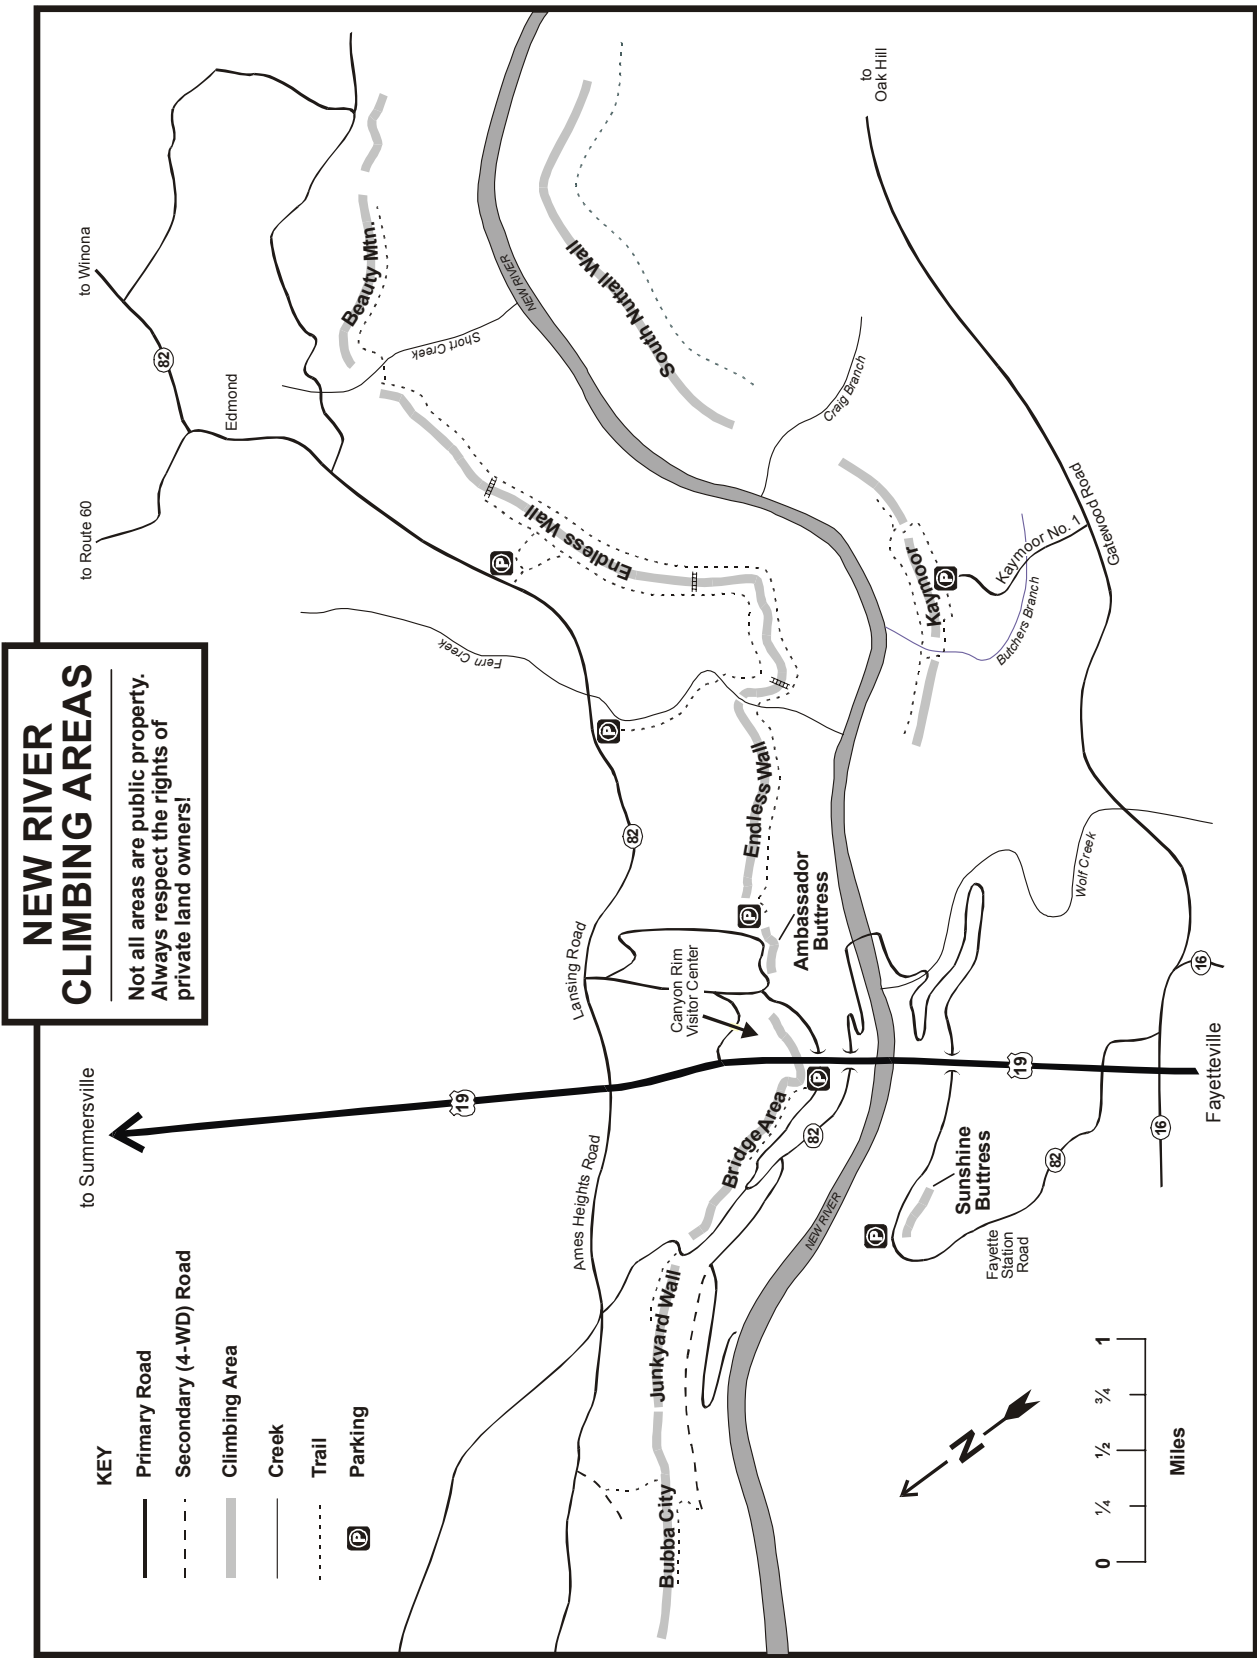 NEW RIVER
CLIMBING AREAS
Not all areas are public property.
Always respect the rights of
private land owners!
to Summersville
to Route 60
to Winona
82
Edmond
Beauty Mtn.
Short Creek
NEW RIVER
South Nuttall Wall
to
Oak Hill
Craig Branch
P
Endless Wall
Fern Creek
P
82
Lansing Road
Endless Wall
P
Ambassador
Buttress
Canyon Rim
Visitor Center
Kaymoor
P
Kaymoor No. 1
Gatewood Road
Butchers Branch
Wolf Creek
16
19
19
Fayetteville
16
82
P
Bridge Area
82
Ames Heights Road
Sunshine
Buttress
P
Fayette
Station
Road
NEW RIVER
Junkyard Wall
Bubba City
KEY
Primary Road
Secondary (4-WD) Road
Climbing Area
Creek
Trail
P
Parking
N
0
¼
½
¾
1
Miles